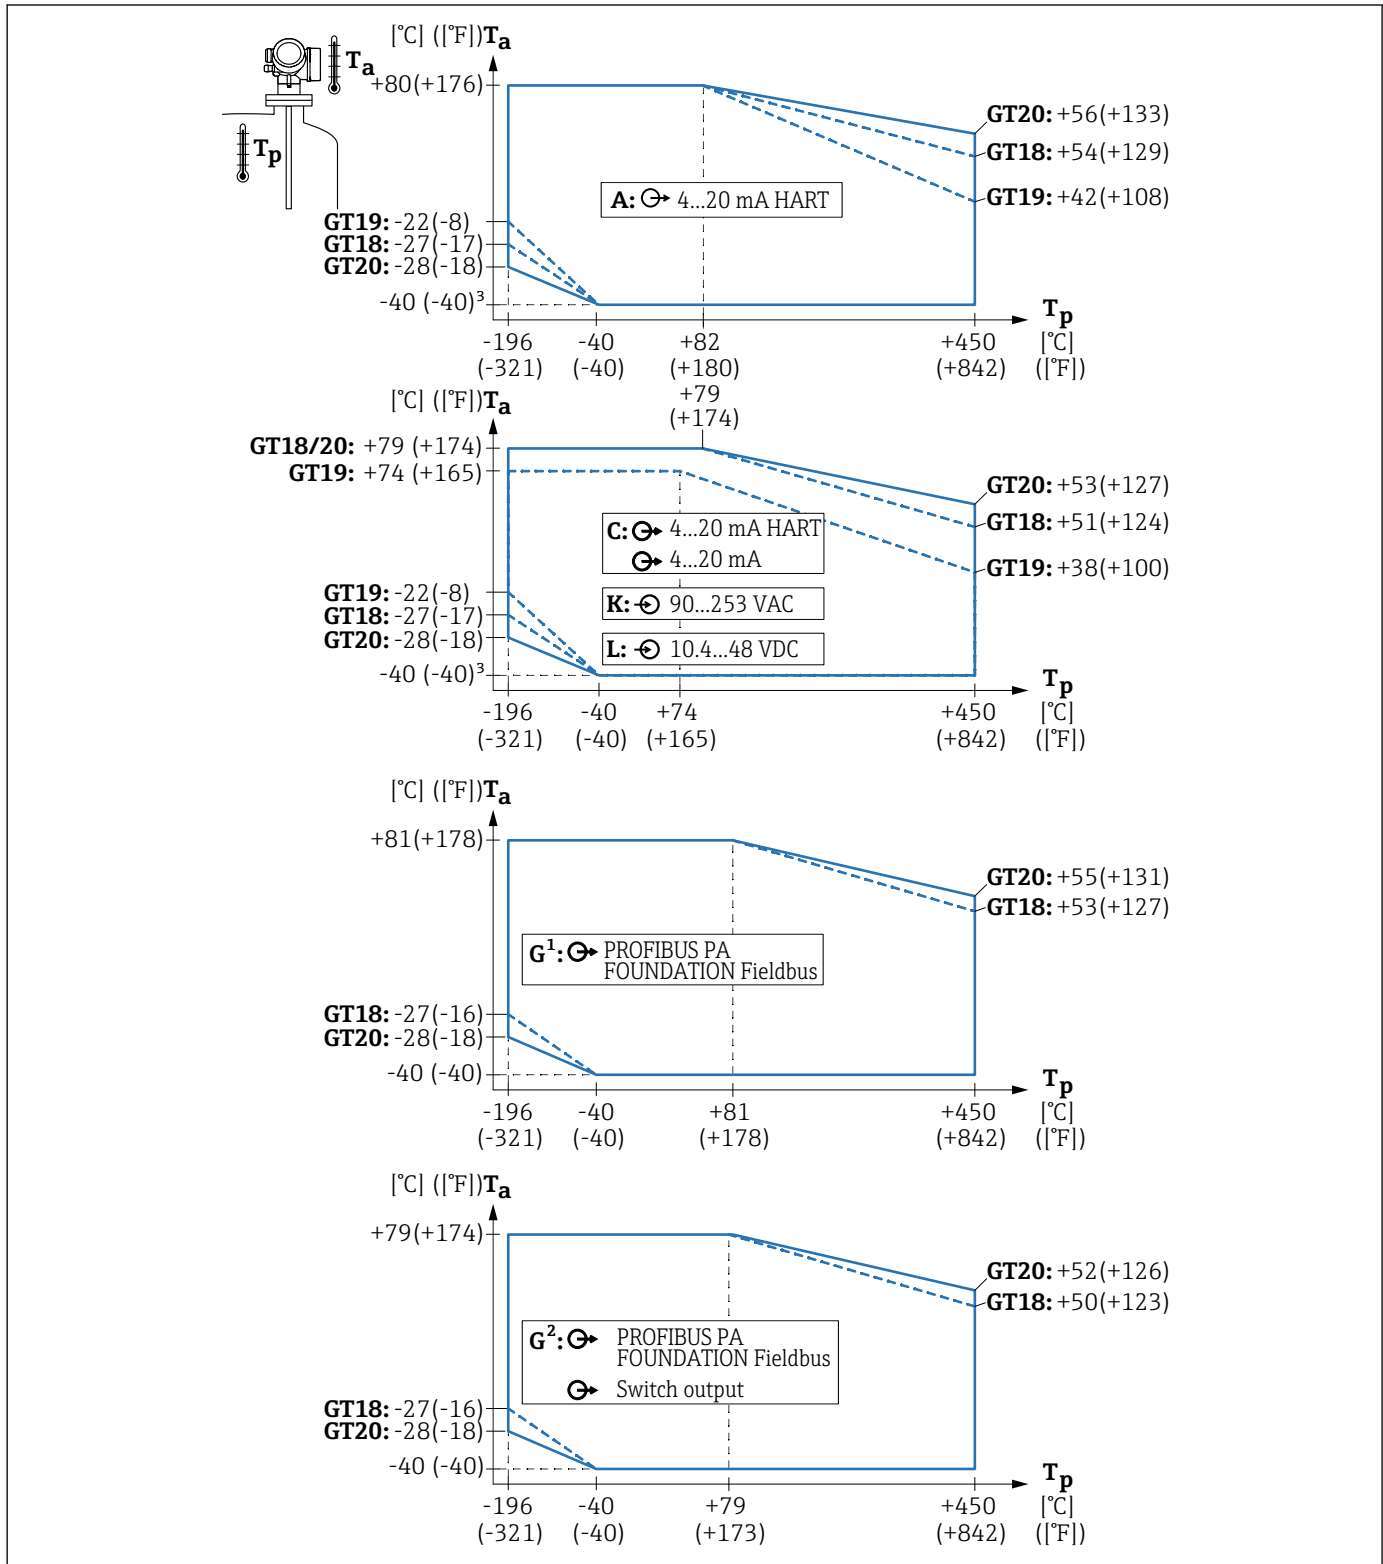 [°C] ([°F]) Ta
Ta
+80(+176)
Tp
GT20: +56(+133)
GT18: +54(+129)
A: 4...20 mA HART
GT19: +42(+108)
GT19: -22(-8)
GT18: -27(-17)
GT20: -28(-18)
-40 (-40)³
Tp
-196 -40 +82 +450 [°C]
(-321) (-40) (+180) (+842) ([°F])
[°C] ([°F]) Ta
+79
(+174)
GT18/20: +79 (+174)
GT19: +74 (+165)
GT20: +53(+127)
GT18: +51(+124)
C: 4...20 mA HART
4...20 mA
GT19: +38(+100)
GT19: -22(-8)
K: 90...253 VAC
GT18: -27(-17)
GT20: -28(-18)
L: 10.4...48 VDC
-40 (-40)³
Tp
-196 -40 +74 +450 [°C]
(-321) (-40) (+165) (+842) ([°F])
[°C] ([°F]) Ta
+81(+178)
GT20: +55(+131)
GT18: +53(+127)
G¹: PROFIBUS PA
FOUNDATION Fieldbus
GT18: -27(-16)
GT20: -28(-18)
-40 (-40)
Tp
-196 -40 +81 +450 [°C]
(-321) (-40) (+178) (+842) ([°F])
[°C] ([°F]) Ta
+79(+174)
GT20: +52(+126)
GT18: +50(+123)
G²: PROFIBUS PA
FOUNDATION Fieldbus
Switch output
GT18: -27(-16)
GT20: -28(-18)
-40 (-40)
Tp
-196 -40 +79 +450 [°C]
(-321) (-40) (+173) (+842) ([°F])